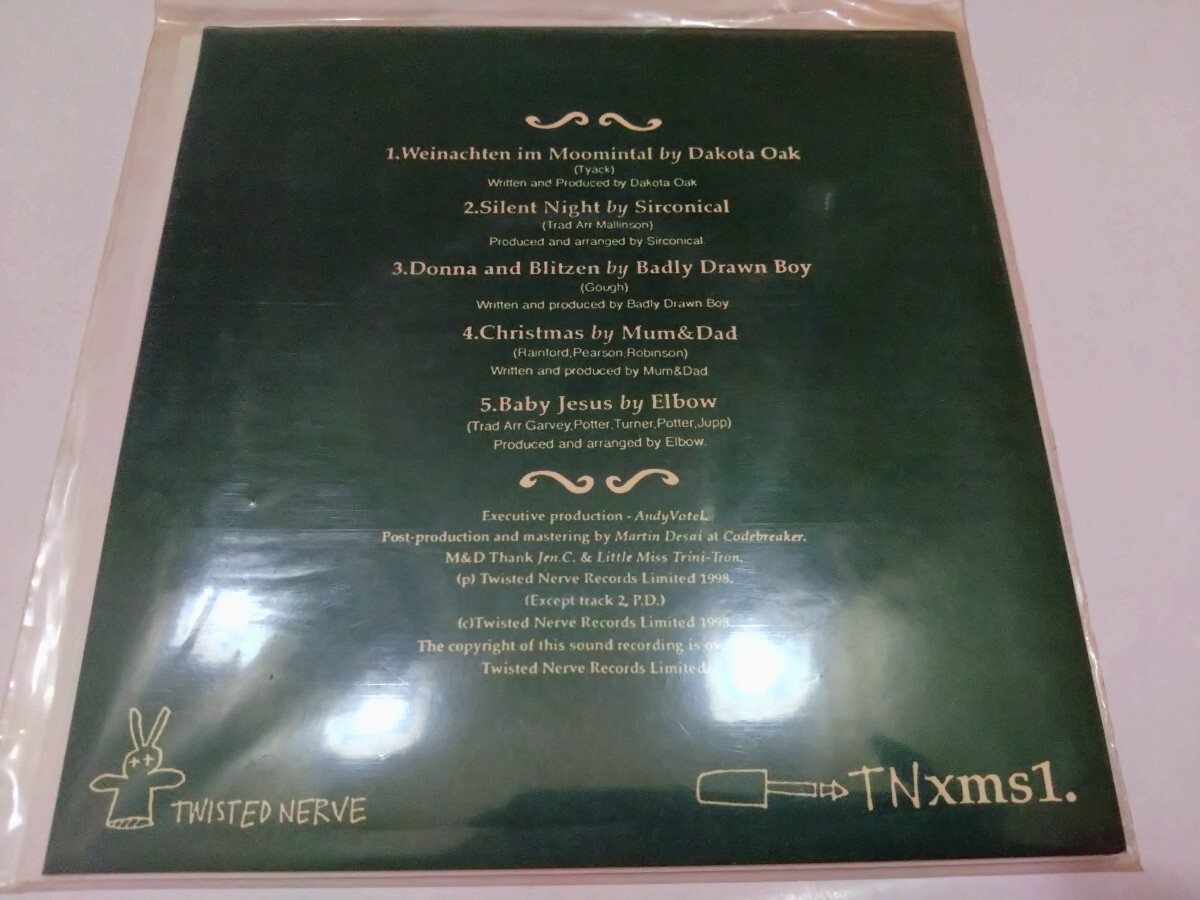 1.Weinachten im Moomintal by Dakota Oak
(Tyack)
Written and Produced by Dakota Oak
2.Silent Night by Sirconical
(Trad Arr Mallinson)
Produced and arranged by Sirconical.
3.Donna and Blitzen by Badly Drawn Boy
(Gough)
Written and produced by Badly Drawn Boy
4.Christmas by Mum&Dad
(Rainford,Pearson,Robinson)
Written and produced by Mum&Dad
5.Baby Jesus by Elbow
(Trad Arr Garvey,Potter,Turner,Potter,Jupp)
Produced and arranged by Elbow.
Executive production - AndyVotel.
Post-production and mastering by Martin Desai at Codebreaker.
M&D Thank Jen.C. & Little Miss Trini-Tron.
(p) Twisted Nerve Records Limited 1998.
(Except track 2, P.D.)
(c)Twisted Nerve Records Limited 1998
The copyright of this sound recording is
Twisted Nerve Records Limited.
TWISTED NERVE
TNxms1.